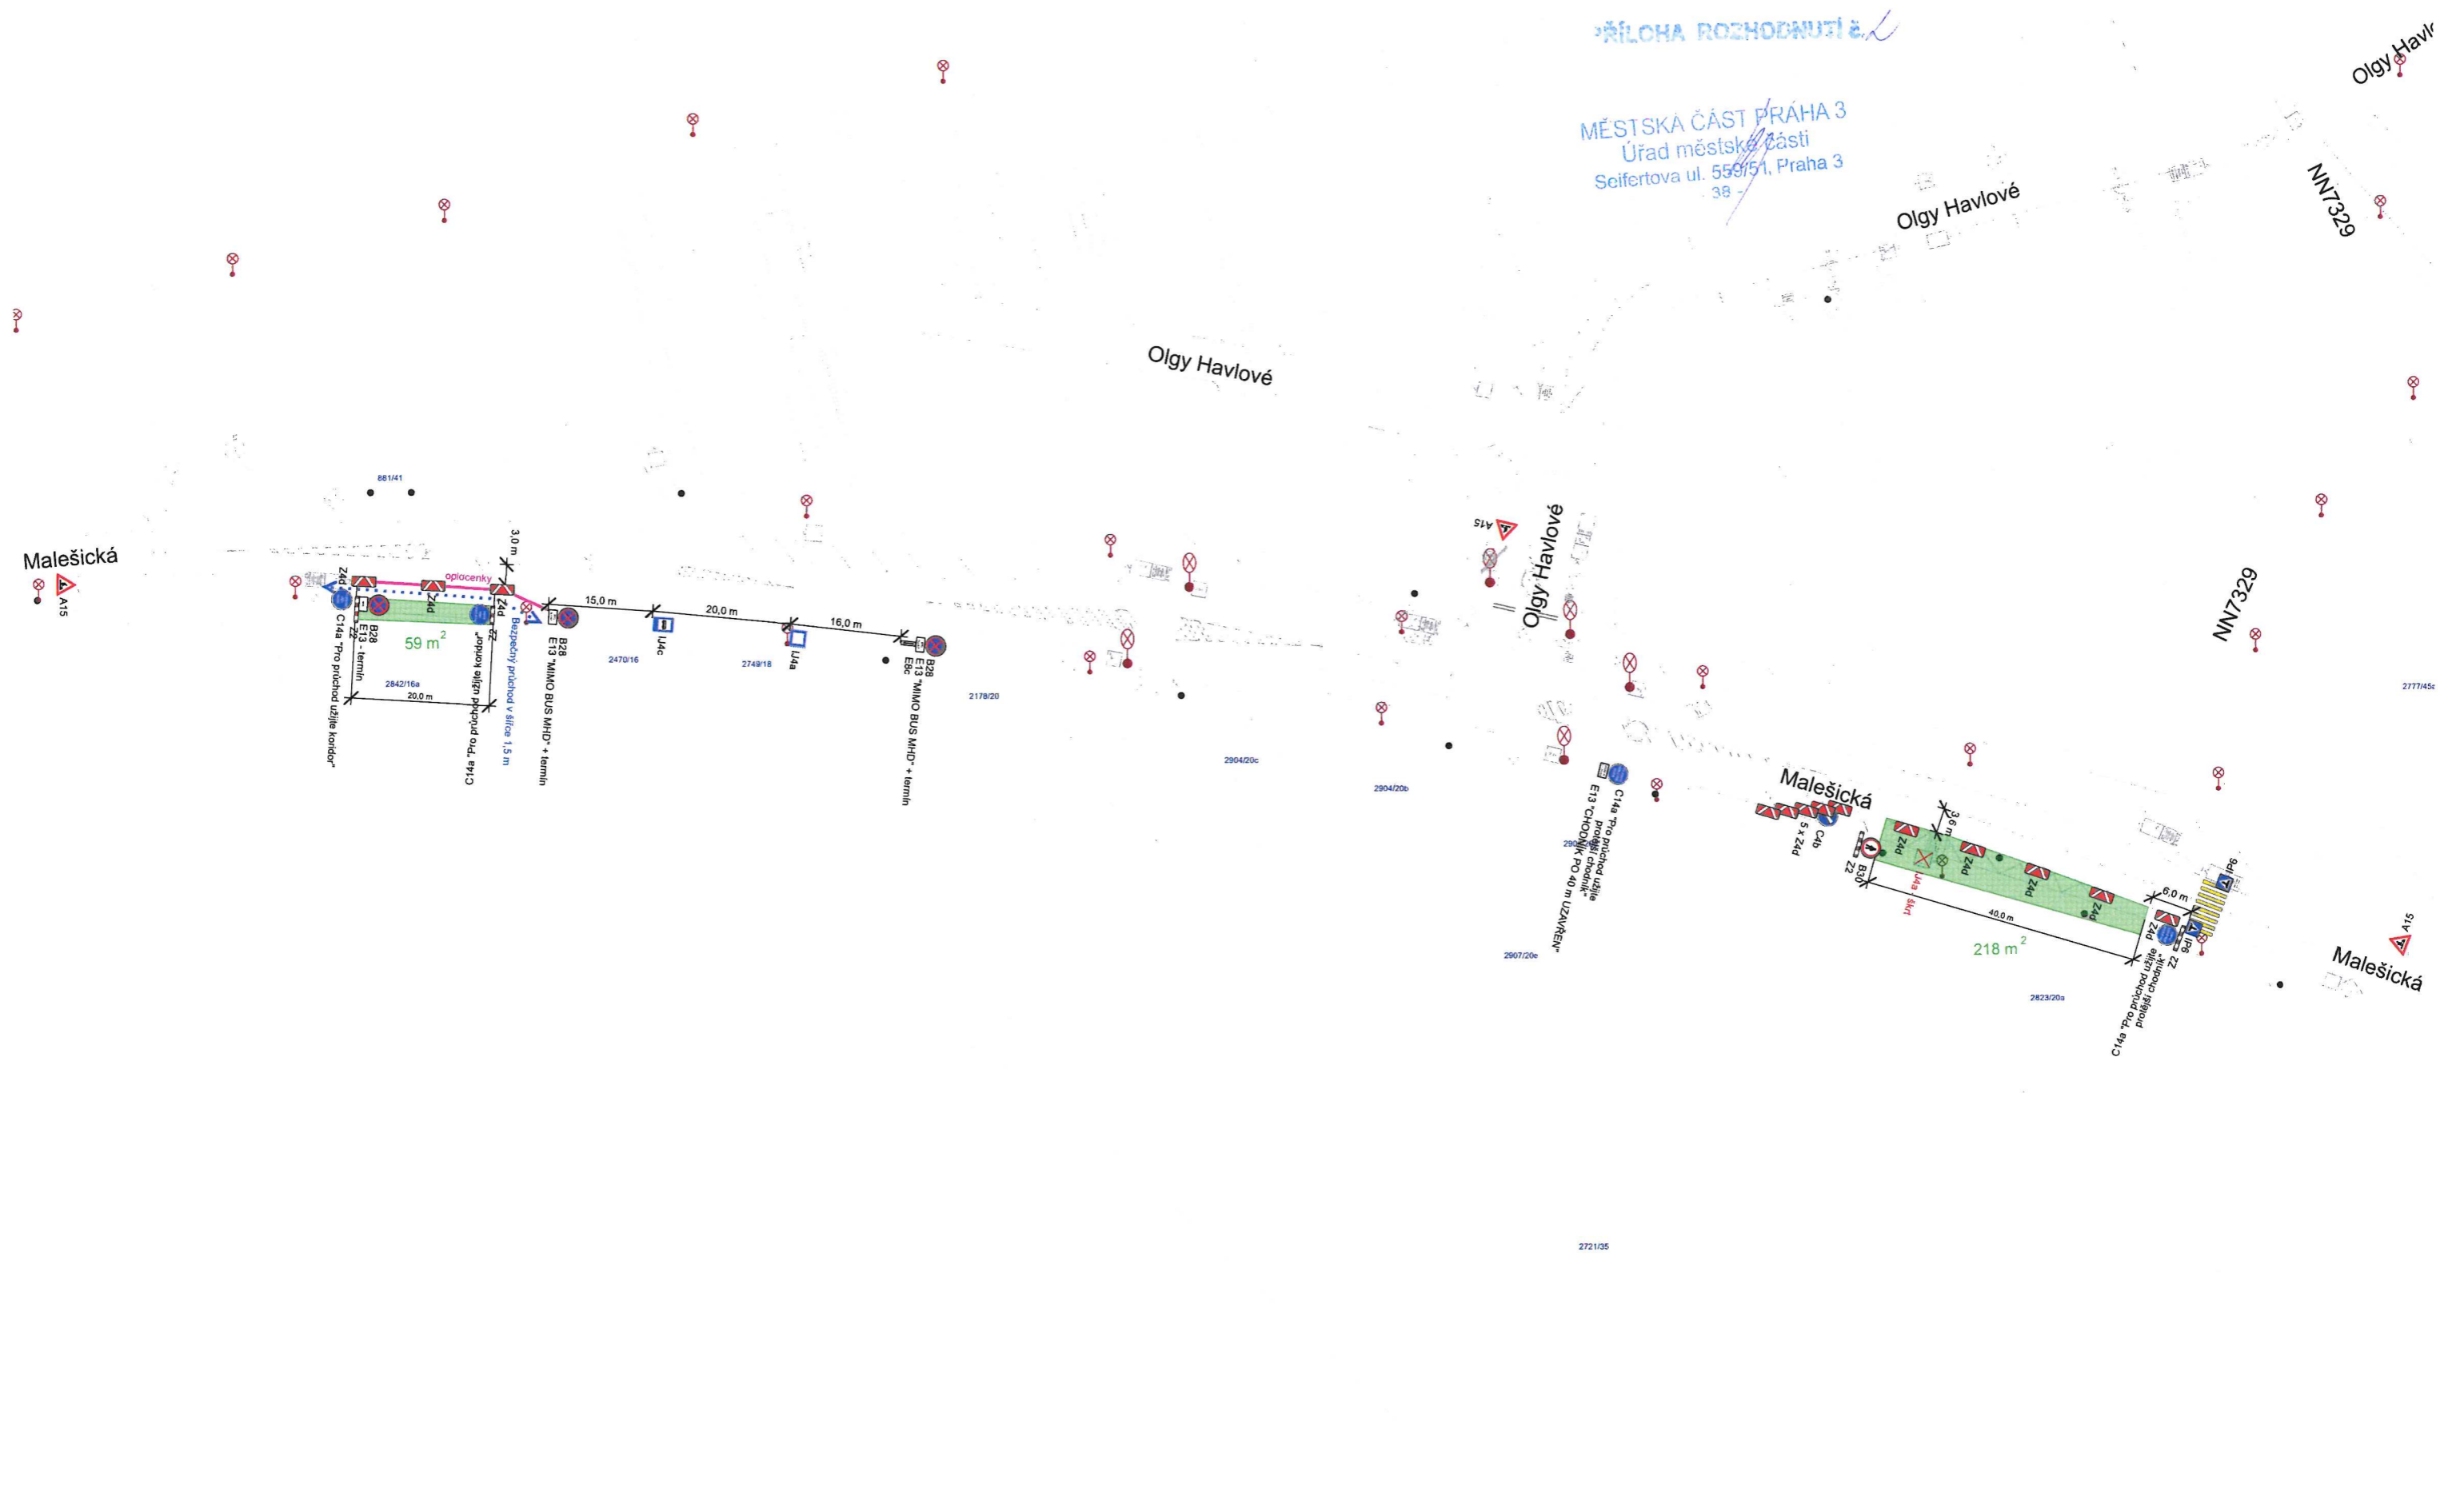 PŘÍLOHA ROZHODNUTÍ č.
MĚSTSKÁ ČÁST PRAHA 3
Úřad městské části
Seifertova ul. 559/51, Praha 3
- 38 -
Olgy Havl
Olgy Havlové
NN7329
Olgy Havlové
Olgy Havlové
A15
NN7329
881/41
Malešická
A15
3,0 m
oplocenky
Z4d
Z4d
Z4d
C14a "Pro průchod užijte koridor"
Z2
E13 - termín
B28
59 m²
2842/16a
20,0 m
Z2
C14a "Pro průchod užijte koridor"
Bezpečný průchod v šířce 1,5 m
B28
E13 "MIMO BUS MHD" + termín
15,0 m
IJ4c
20,0 m
IJ4a
16,0 m
B28
E13 "MIMO BUS MHD" + termín
E8c
2470/16
2749/18
2178/20
2904/20c
2904/20b
C14a "Pro průchod užijte
protější chodník"
E13 "CHODNÍK PO 40 m UZAVŘEN"
2907/20e
Malešická
5 x Z4d
C4b
Z2
B30
Z4d
IJ4a - škrt
3,6 m
Z4d
Z4d
Z4d
40,0 m
218 m²
6,0 m
IP6
Z4d
IP6
Z2
C14a "Pro průchod užijte
protější chodník"
A15
Malešická
2777/45c
2823/20a
2721/35